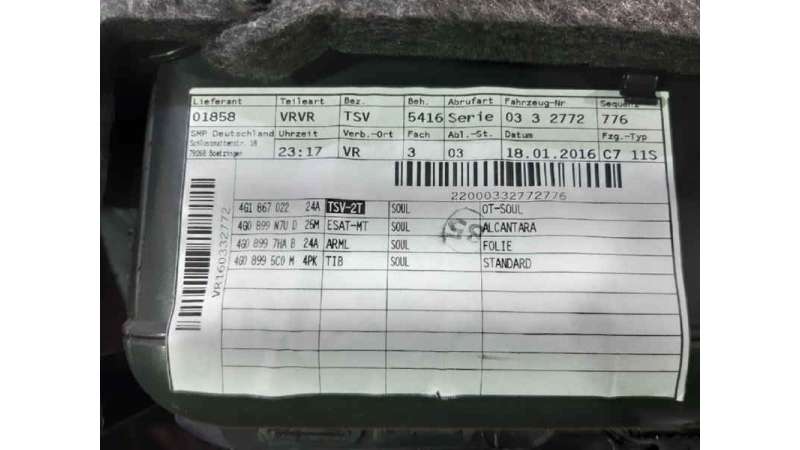 Lieferant Teileart Bez. Beh. Abrufart Fahrzeug-Nr Sequenz
01858 VRVR TSV 5416 Serie 03 3 2772 776
SMP Deutschland Uhrzeit Verb.-Ort Fach Abl.-St. Datum Fzg.-Typ
Schlossmattenstr. 18
79268 Boetzingen 23:17 VR 3 03 18.01.2016 C7 11S
22000332772776
4G1 867 022 24A TSV-2T SOUL OT-SOUL
4G0 899 N7U D 25M ESAT-MT SOUL ALCANTARA
4G0 899 7HA B 24A ARML SOUL FOLIE
4G0 899 5C0 M 4PK TIB SOUL STANDARD
VR160332772